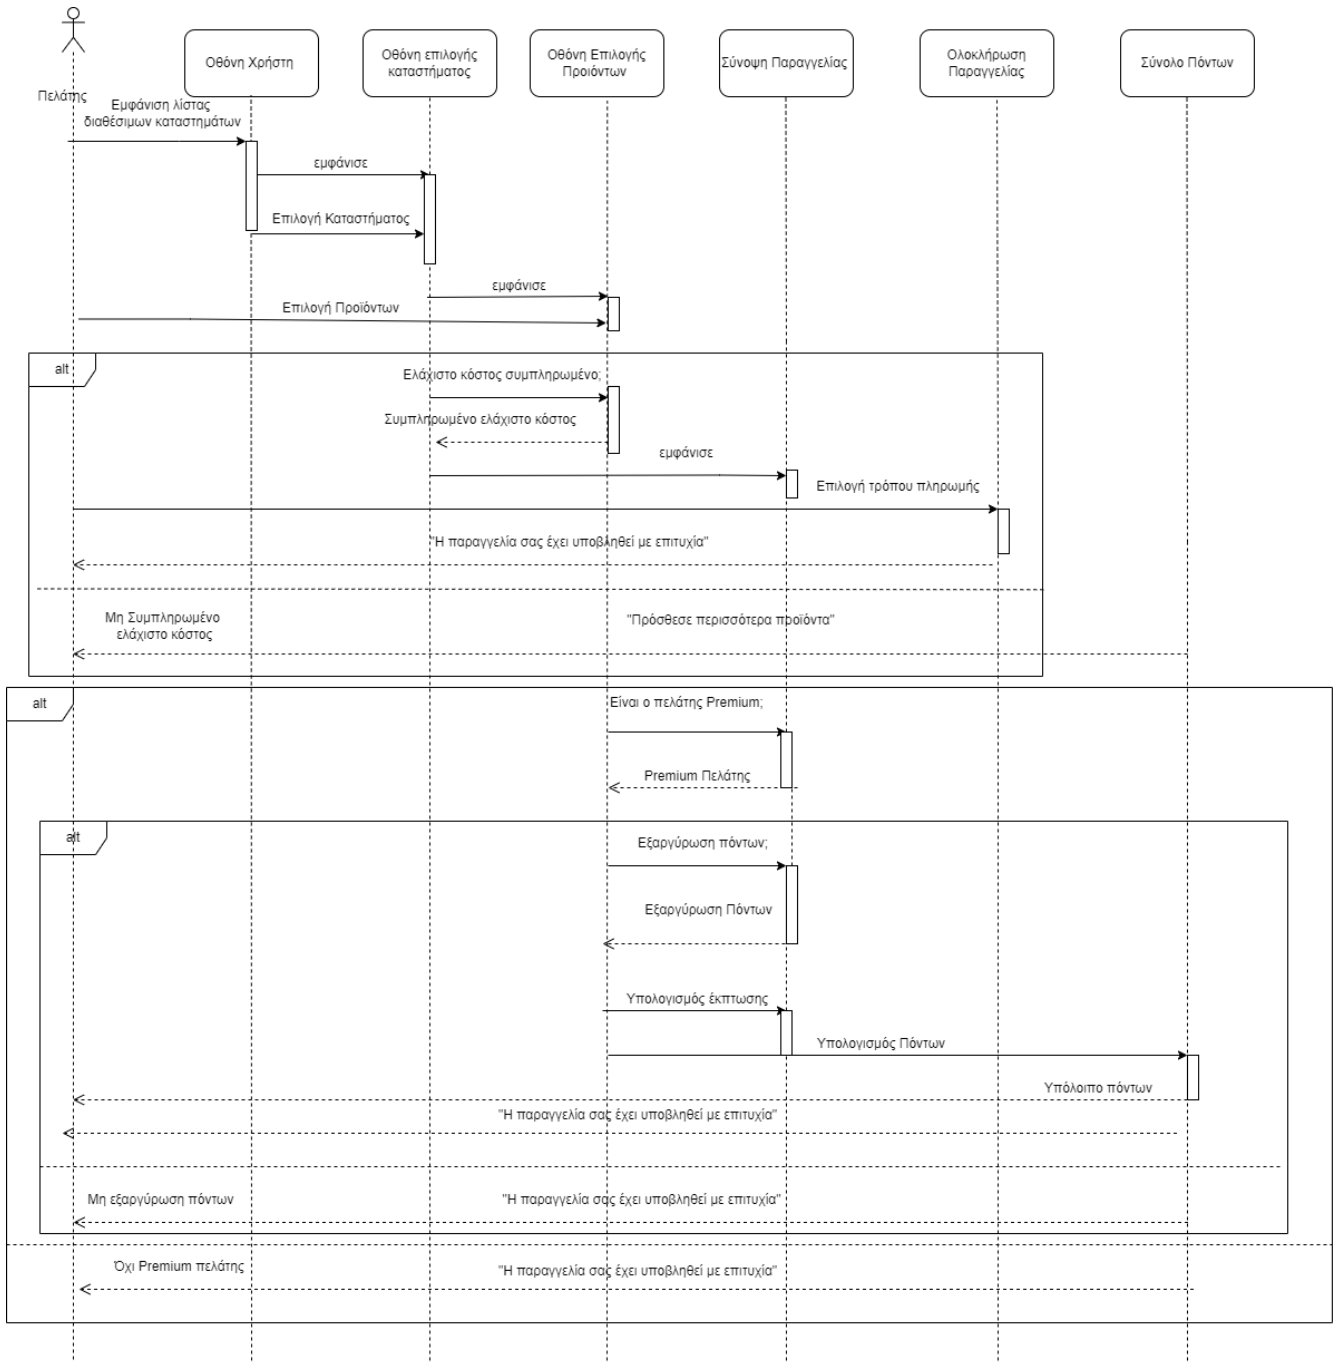 Οθόνη Χρήστη
Οθόνη επιλογής
καταστήματος
Οθόνη Επιλογής
Προιόντων
Σύνοψη Παραγγελίας
Ολοκλήρωση
Παραγγελίας
Σύνολο Πόντων
Πελάτης
Εμφάνιση λίστας
διαθέσιμων καταστημάτων
εμφάνισε
Επιλογή Καταστήματος
εμφάνισε
Επιλογή Προϊόντων
alt
Ελάχιστο κόστος συμπληρωμένο;
Συμπληρωμένο ελάχιστο κόστος
εμφάνισε
Επιλογή τρόπου πληρωμής
"Η παραγγελία σας έχει υποβληθεί με επιτυχία"
Μη Συμπληρωμένο
ελάχιστο κόστος
"Πρόσθεσε περισσότερα προϊόντα"
alt
Είναι ο πελάτης Premium;
Premium Πελάτης
alt
Εξαργύρωση πόντων;
Εξαργύρωση Πόντων
Υπολογισμός έκπτωσης
Υπολογισμός Πόντων
Υπόλοιπο πόντων
"Η παραγγελία σας έχει υποβληθεί με επιτυχία"
Μη εξαργύρωση πόντων
"Η παραγγελία σας έχει υποβληθεί με επιτυχία"
Όχι Premium πελάτης
"Η παραγγελία σας έχει υποβληθεί με επιτυχία"